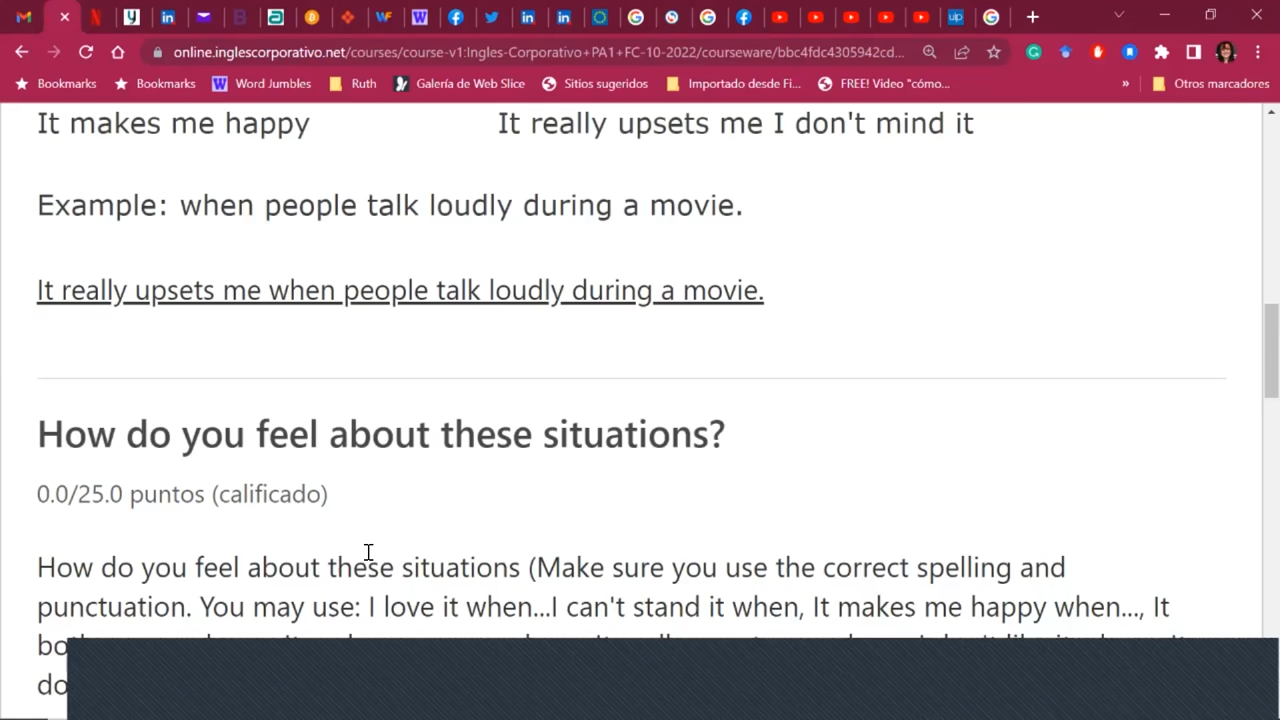 online.inglescorporativo.net/courses/course-v1:Ingles-Corporativo+PA1+FC-10-2022/courseware/bbc4fdc4305942cd...
Bookmarks Bookmarks Word Jumbles Ruth Galería de Web Slice Sitios sugeridos Importado desde Fi... FREE! Video "cómo... » Otros marcadores
It makes me happy It really upsets me I don't mind it
Example: when people talk loudly during a movie.
It really upsets me when people talk loudly during a movie.
How do you feel about these situations?
0.0/25.0 puntos (calificado)
How do you feel about these situations (Make sure you use the correct spelling and
punctuation. You may use: I love it when...I can't stand it when, It makes me happy when..., It